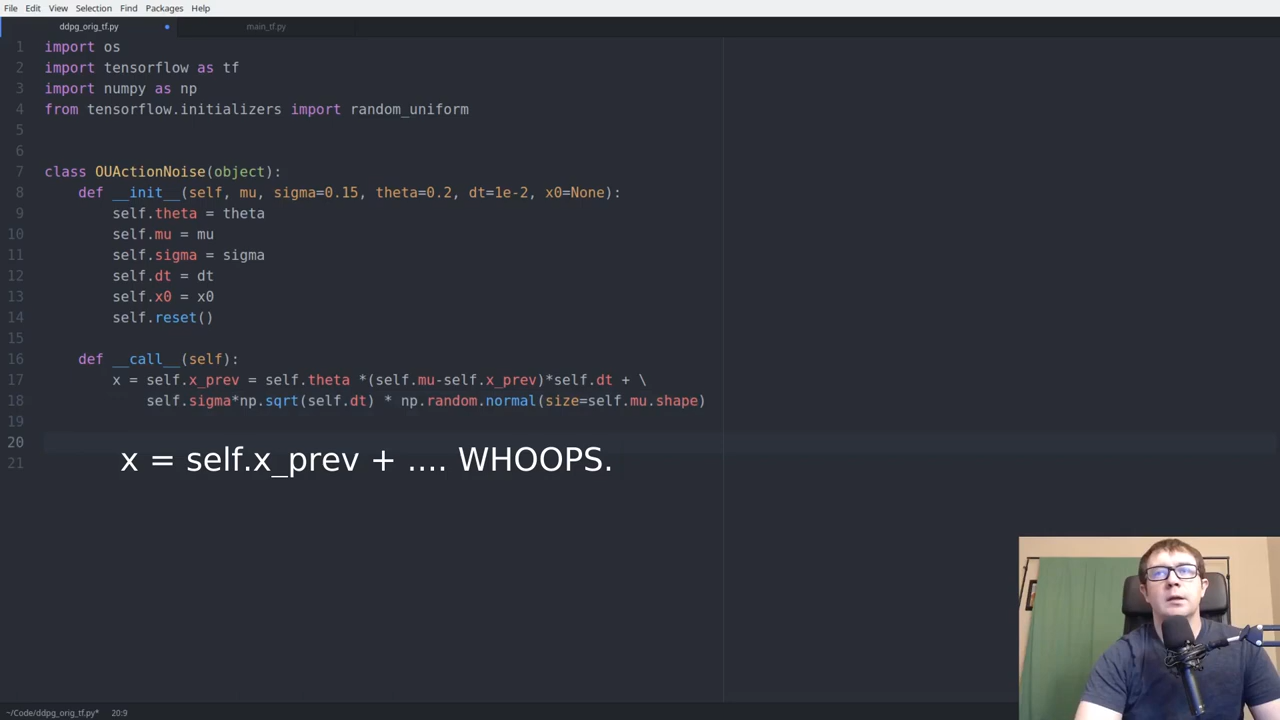 File Edit View Selection Find Packages Help
ddpg_orig_tf.py main_tf.py
1 import os
2 import tensorflow as tf
3 import numpy as np
4 from tensorflow.initializers import random_uniform
5
6
7 class OUActionNoise(object):
8 def __init__(self, mu, sigma=0.15, theta=0.2, dt=1e-2, x0=None):
9 self.theta = theta
10 self.mu = mu
11 self.sigma = sigma
12 self.dt = dt
13 self.x0 = x0
14 self.reset()
15
16 def __call__(self):
17 x = self.x_prev = self.theta *(self.mu-self.x_prev)*self.dt + \
18 self.sigma*np.sqrt(self.dt) * np.random.normal(size=self.mu.shape)
19
20
x = self.x_prev + .... WHOOPS.
21
~/Code/ddpg_orig_tf.py* 20:9